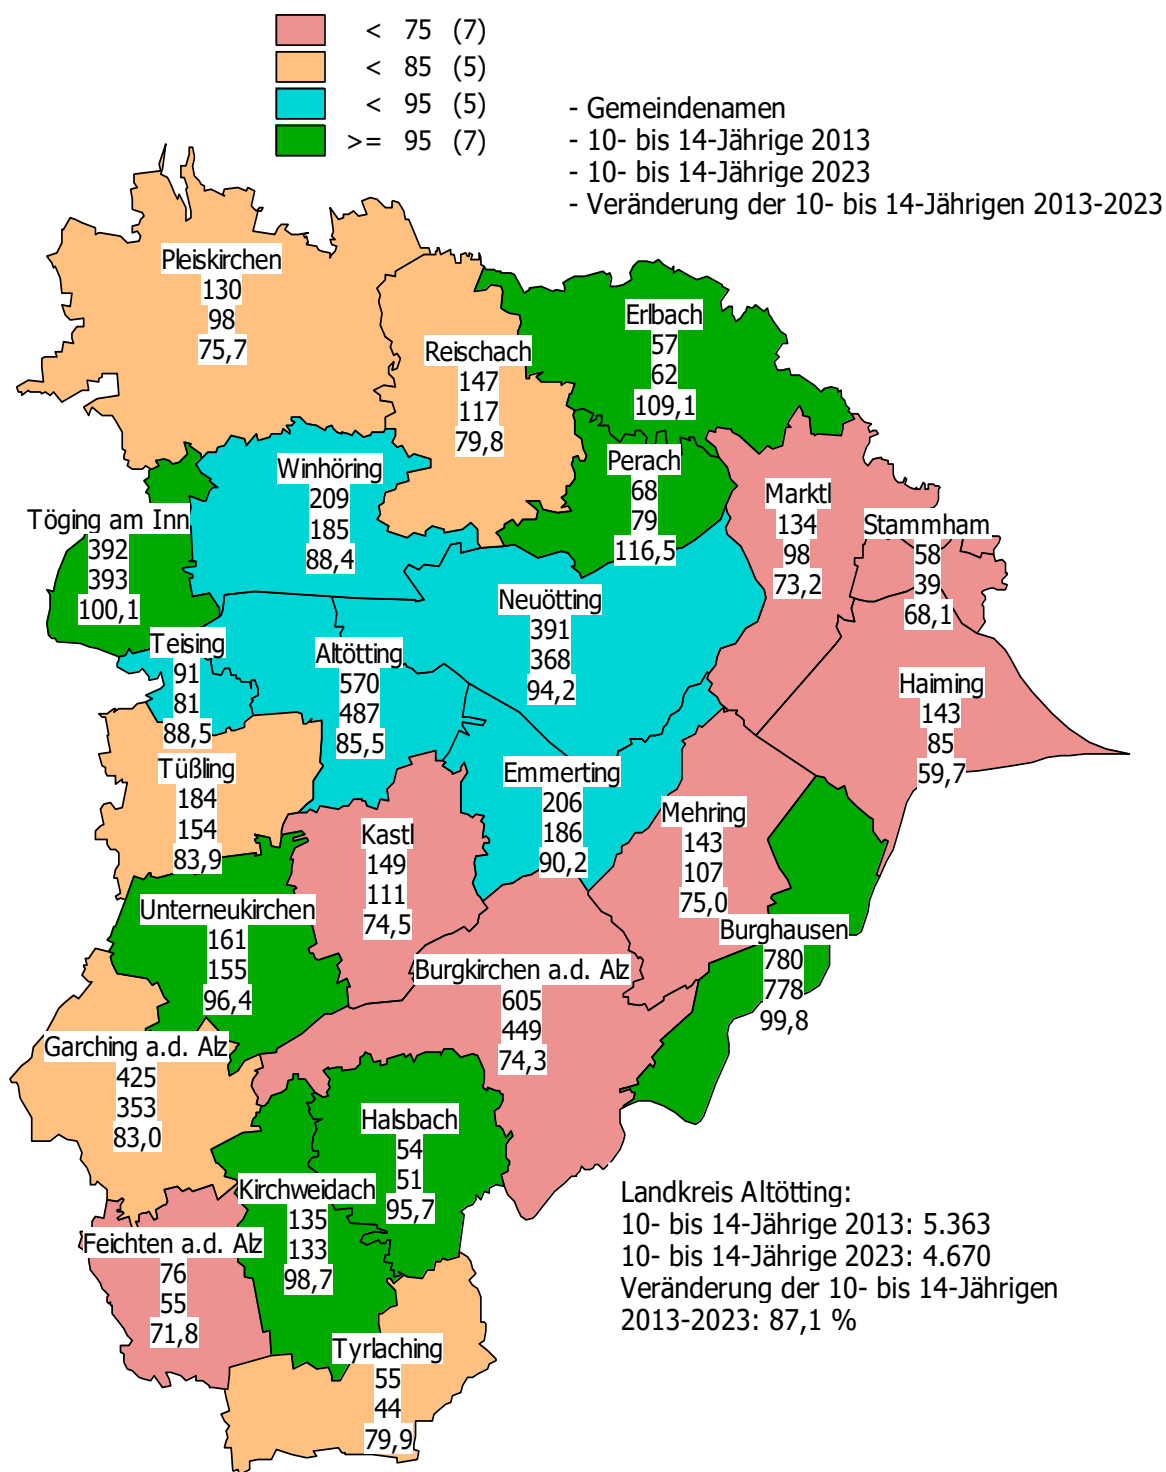 < 75 (7)
< 85 (5)
< 95 (5)
>= 95 (7)
- Gemeindenamen
- 10- bis 14-Jährige 2013
- 10- bis 14-Jährige 2023
- Veränderung der 10- bis 14-Jährigen 2013-2023
Pleiskirchen
130
98
75,7
Reischach
147
117
79,8
Erlbach
57
62
109,1
Perach
68
79
116,5
Winhöring
209
185
88,4
Marktl
134
98
73,2
Stammham
58
39
68,1
Töging am Inn
392
393
100,1
Neuötting
391
368
94,2
Teising
91
81
88,5
Altötting
570
487
85,5
Haiming
143
85
59,7
Tüßling
184
154
83,9
Emmerting
206
186
90,2
Mehring
143
107
75,0
Kastl
149
111
74,5
Unterneukirchen
161
155
96,4
Burghausen
780
778
99,8
Burgkirchen a.d. Alz
605
449
74,3
Garching a.d. Alz
425
353
83,0
Halsbach
54
51
95,7
Kirchweidach
135
133
98,7
Feichten a.d. Alz
76
55
71,8
Tyrlaching
55
44
79,9
Landkreis Altötting:
10- bis 14-Jährige 2013: 5.363
10- bis 14-Jährige 2023: 4.670
Veränderung der 10- bis 14-Jährigen
2013-2023: 87,1 %